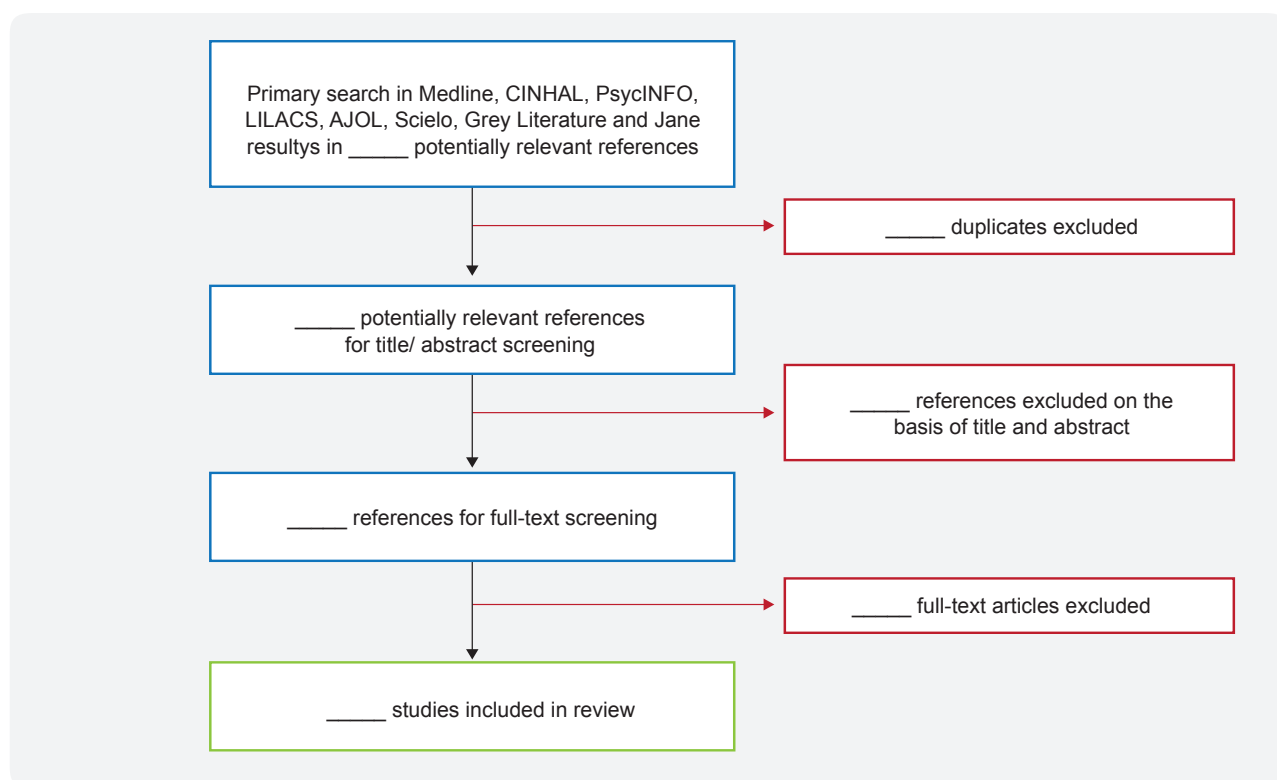 Primary search in Medline, CINHAL, PsycINFO,
LILACS, AJOL, Scielo, Grey Literature and Jane
resultys in _____ potentially relevant references
_____ duplicates excluded
_____ potentially relevant references
for title/ abstract screening
_____ references excluded on the
basis of title and abstract
_____ references for full-text screening
_____ full-text articles excluded
_____ studies included in review